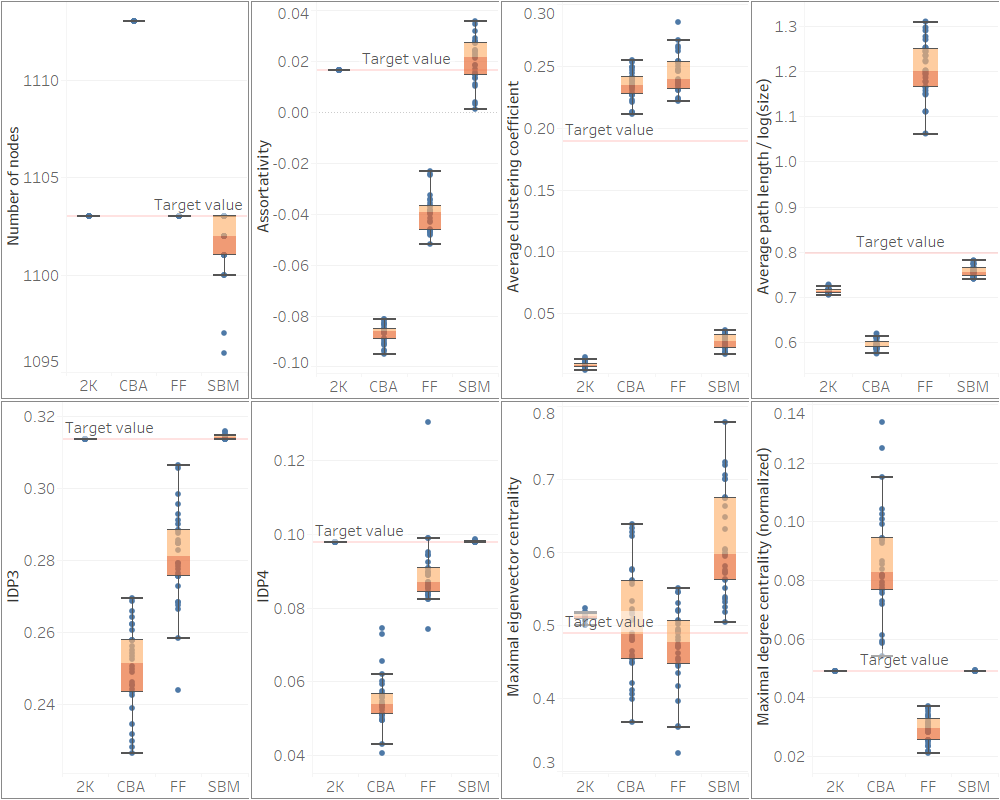 Number of nodes
1110
1105
1100
1095
Target value
2K CBA FF SBM
Assortativity
0.04
0.02
0.00
-0.02
-0.04
-0.06
-0.08
-0.10
Target value
2K CBA FF SBM
Average clustering coefficient
0.30
0.25
0.20
0.15
0.10
0.05
Target value
2K CBA FF SBM
Average path length / log(size)
1.3
1.2
1.1
1.0
0.9
0.8
0.7
0.6
Target value
2K CBA FF SBM
IDP3
0.32
0.30
0.28
0.26
0.24
Target value
2K CBA FF SBM
IDP4
0.12
0.10
0.08
0.06
0.04
Target value
2K CBA FF SBM
Maximal eigenvector centrality
0.8
0.7
0.6
0.5
0.4
0.3
Target value
2K CBA FF SBM
Maximal degree centrality (normalized)
0.14
0.12
0.10
0.08
0.06
0.04
0.02
Target value
2K CBA FF SBM